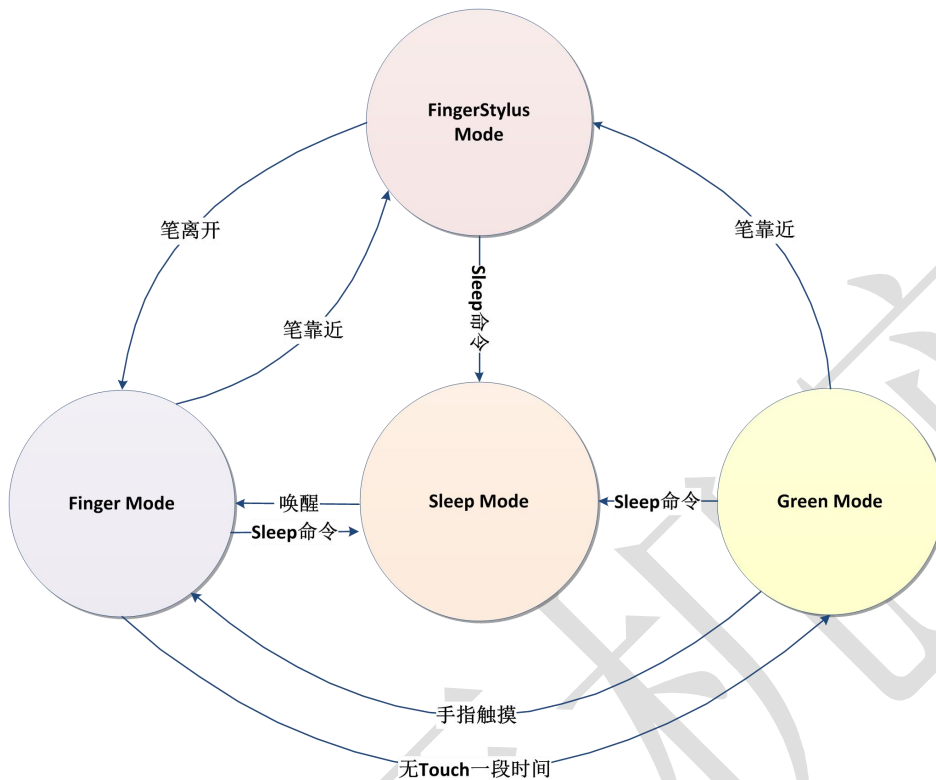 FingerStylus
Mode
笔离开
笔靠近
笔靠近
Sleep命令
Finger Mode
唤醒
Sleep命令
Sleep Mode
Sleep命令
Green Mode
手指触摸
无Touch一段时间